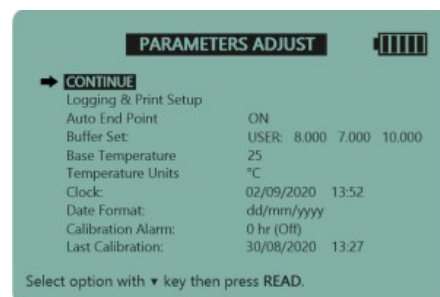 PARAMETERS ADJUST
CONTINUE
Logging & Print Setup
Auto End Point ON
Buffer Set: USER: 8.000 7.000 10.000
Base Temperature 25
Temperature Units °C
Clock: 02/09/2020 13:52
Date Format: dd/mm/yyyy
Calibration Alarm: 0 hr (Off)
Last Calibration: 30/08/2020 13:27
Select option with ▼ key then press READ.